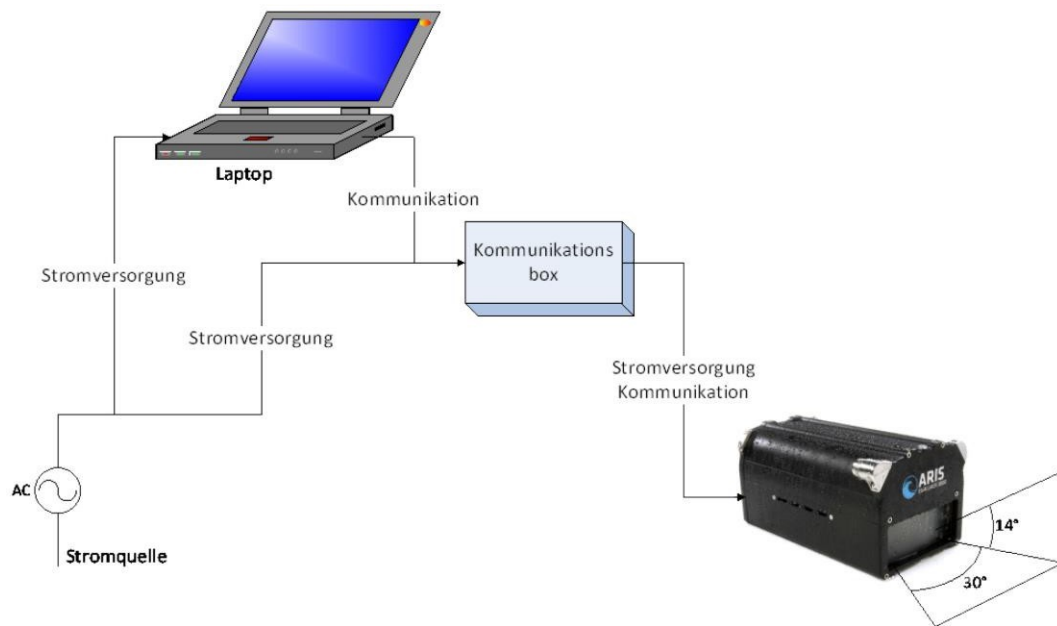 Laptop
Kommunikation
Kommunikations
box
Stromversorgung
Stromversorgung
Stromversorgung
Kommunikation
AC
Stromquelle
ARIS
14°
30°